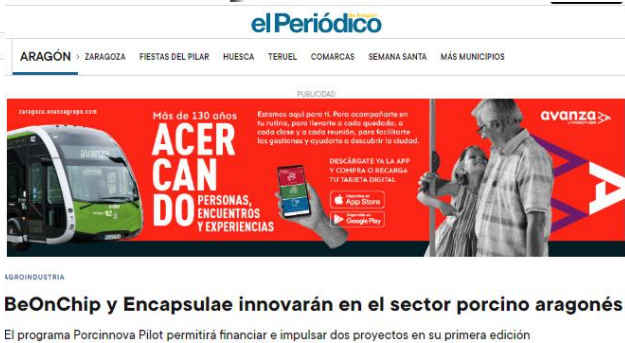 de Aragón
el Periódico
ARAGÓN > ZARAGOZA FIESTAS DEL PILAR HUESCA TERUEL COMARCAS SEMANA SANTA MÁS MUNICIPIOS
PUBLICIDAD
zaragoza.avanzagrupo.com
avanza
Más de 130 años
ACER
CAN
DO
PERSONAS,
ENCUENTROS
Y EXPERIENCIAS
Estamos aquí para ti. Para acompañarte en
tu rutina, para llevarte a cada quedada, a
cada clase y a cada reunión, para facilitarte
las gestiones y ayudarte a descubrir la ciudad.
DESCÁRGATE YA LA APP
Y COMPRA O RECARGA
TU TARJETA DIGITAL
App Store
Google Play
avanza
AGROINDUSTRIA
BeOnChip y Encapsulae innovarán en el sector porcino aragonés
El programa Porcinnova Pilot permitirá financiar e impulsar dos proyectos en su primera edición